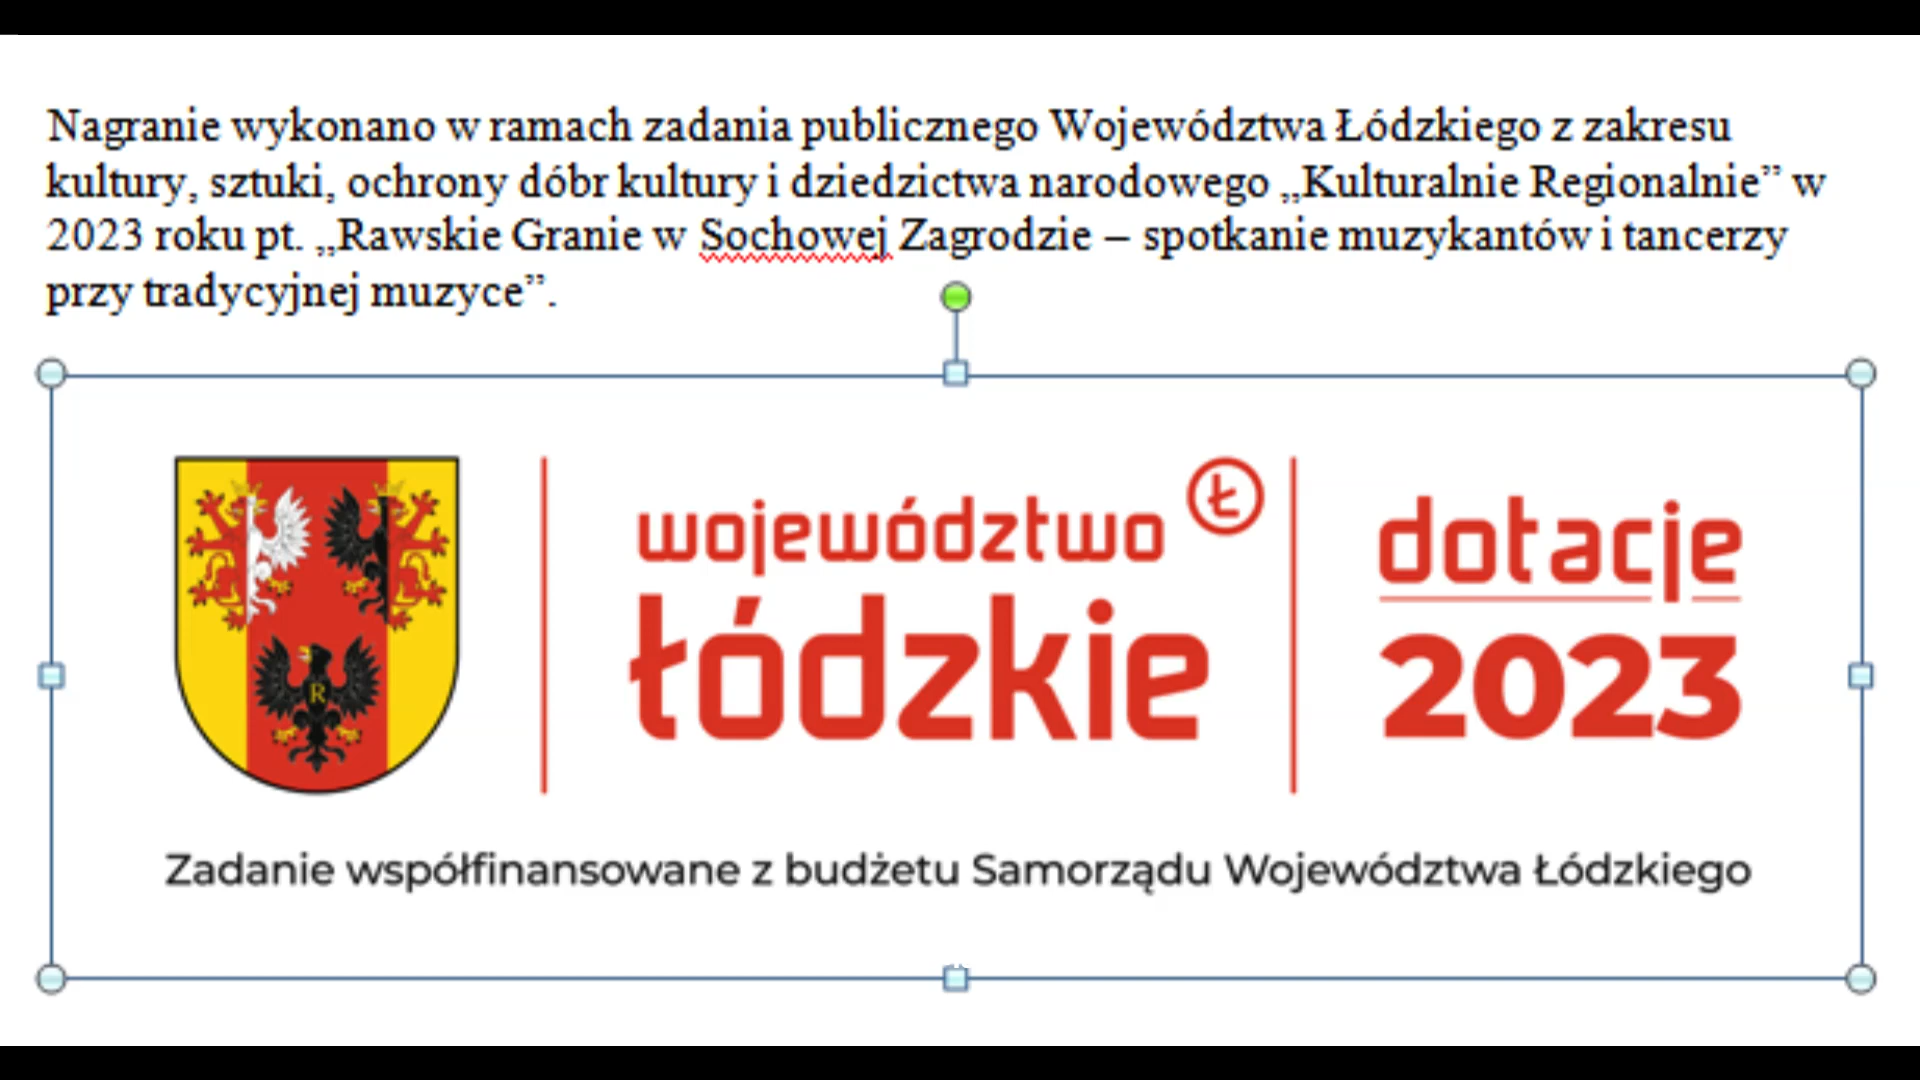 Nagranie wykonano w ramach zadania publicznego Województwa Łódzkiego z zakresu
kultury, sztuki, ochrony dóbr kultury i dziedzictwa narodowego „Kulturalnie Regionalnie” w
2023 roku pt. „Rawskie Granie w Sochowej Zagrodzie – spotkanie muzykantów i tancerzy
przy tradycyjnej muzyce”.
R
województwo Ł
łódzkie
dotacje
2023
Zadanie współfinansowane z budżetu Samorządu Województwa Łódzkiego